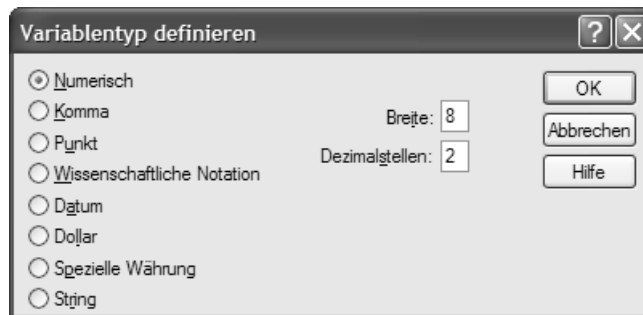 Variablentyp definieren
Numerisch
Komma
Punkt
Wissenschaftliche Notation
Datum
Dollar
Spezielle Währung
String
Breite: 8
Dezimalstellen: 2
OK
Abbrechen
Hilfe